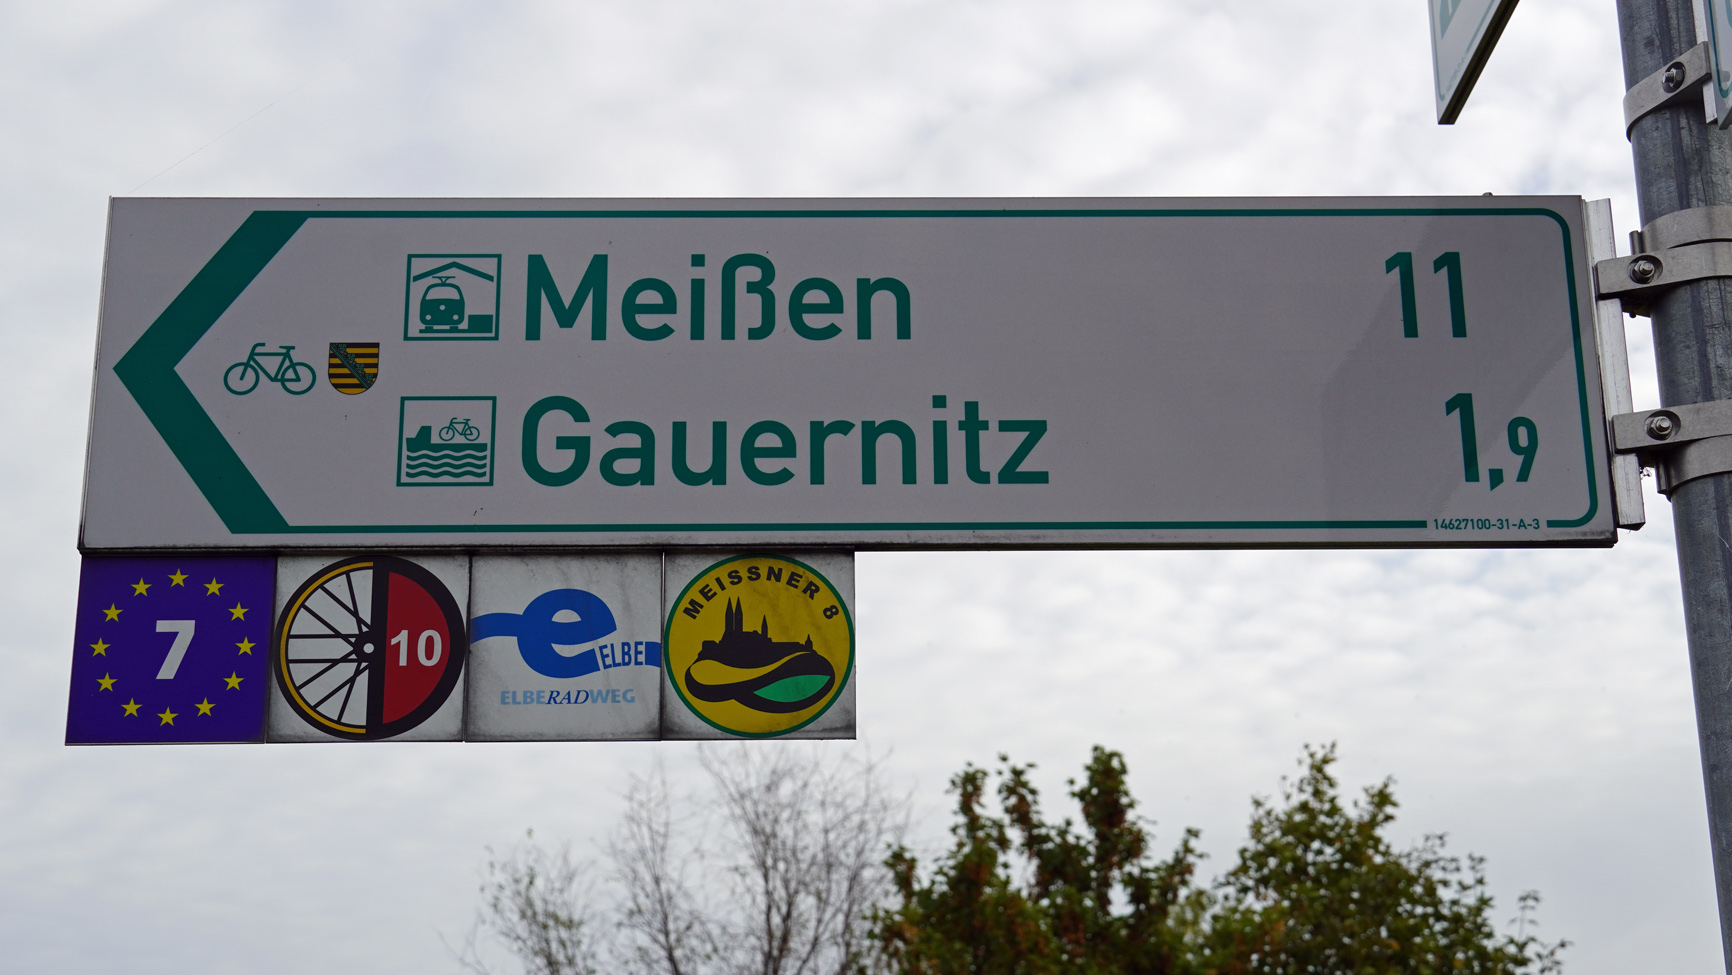 Meißen 11
Gauernitz 1,9
14627100-31-A-3
7
10
e ELBE
ELBERADWEG
MEISSNER 8